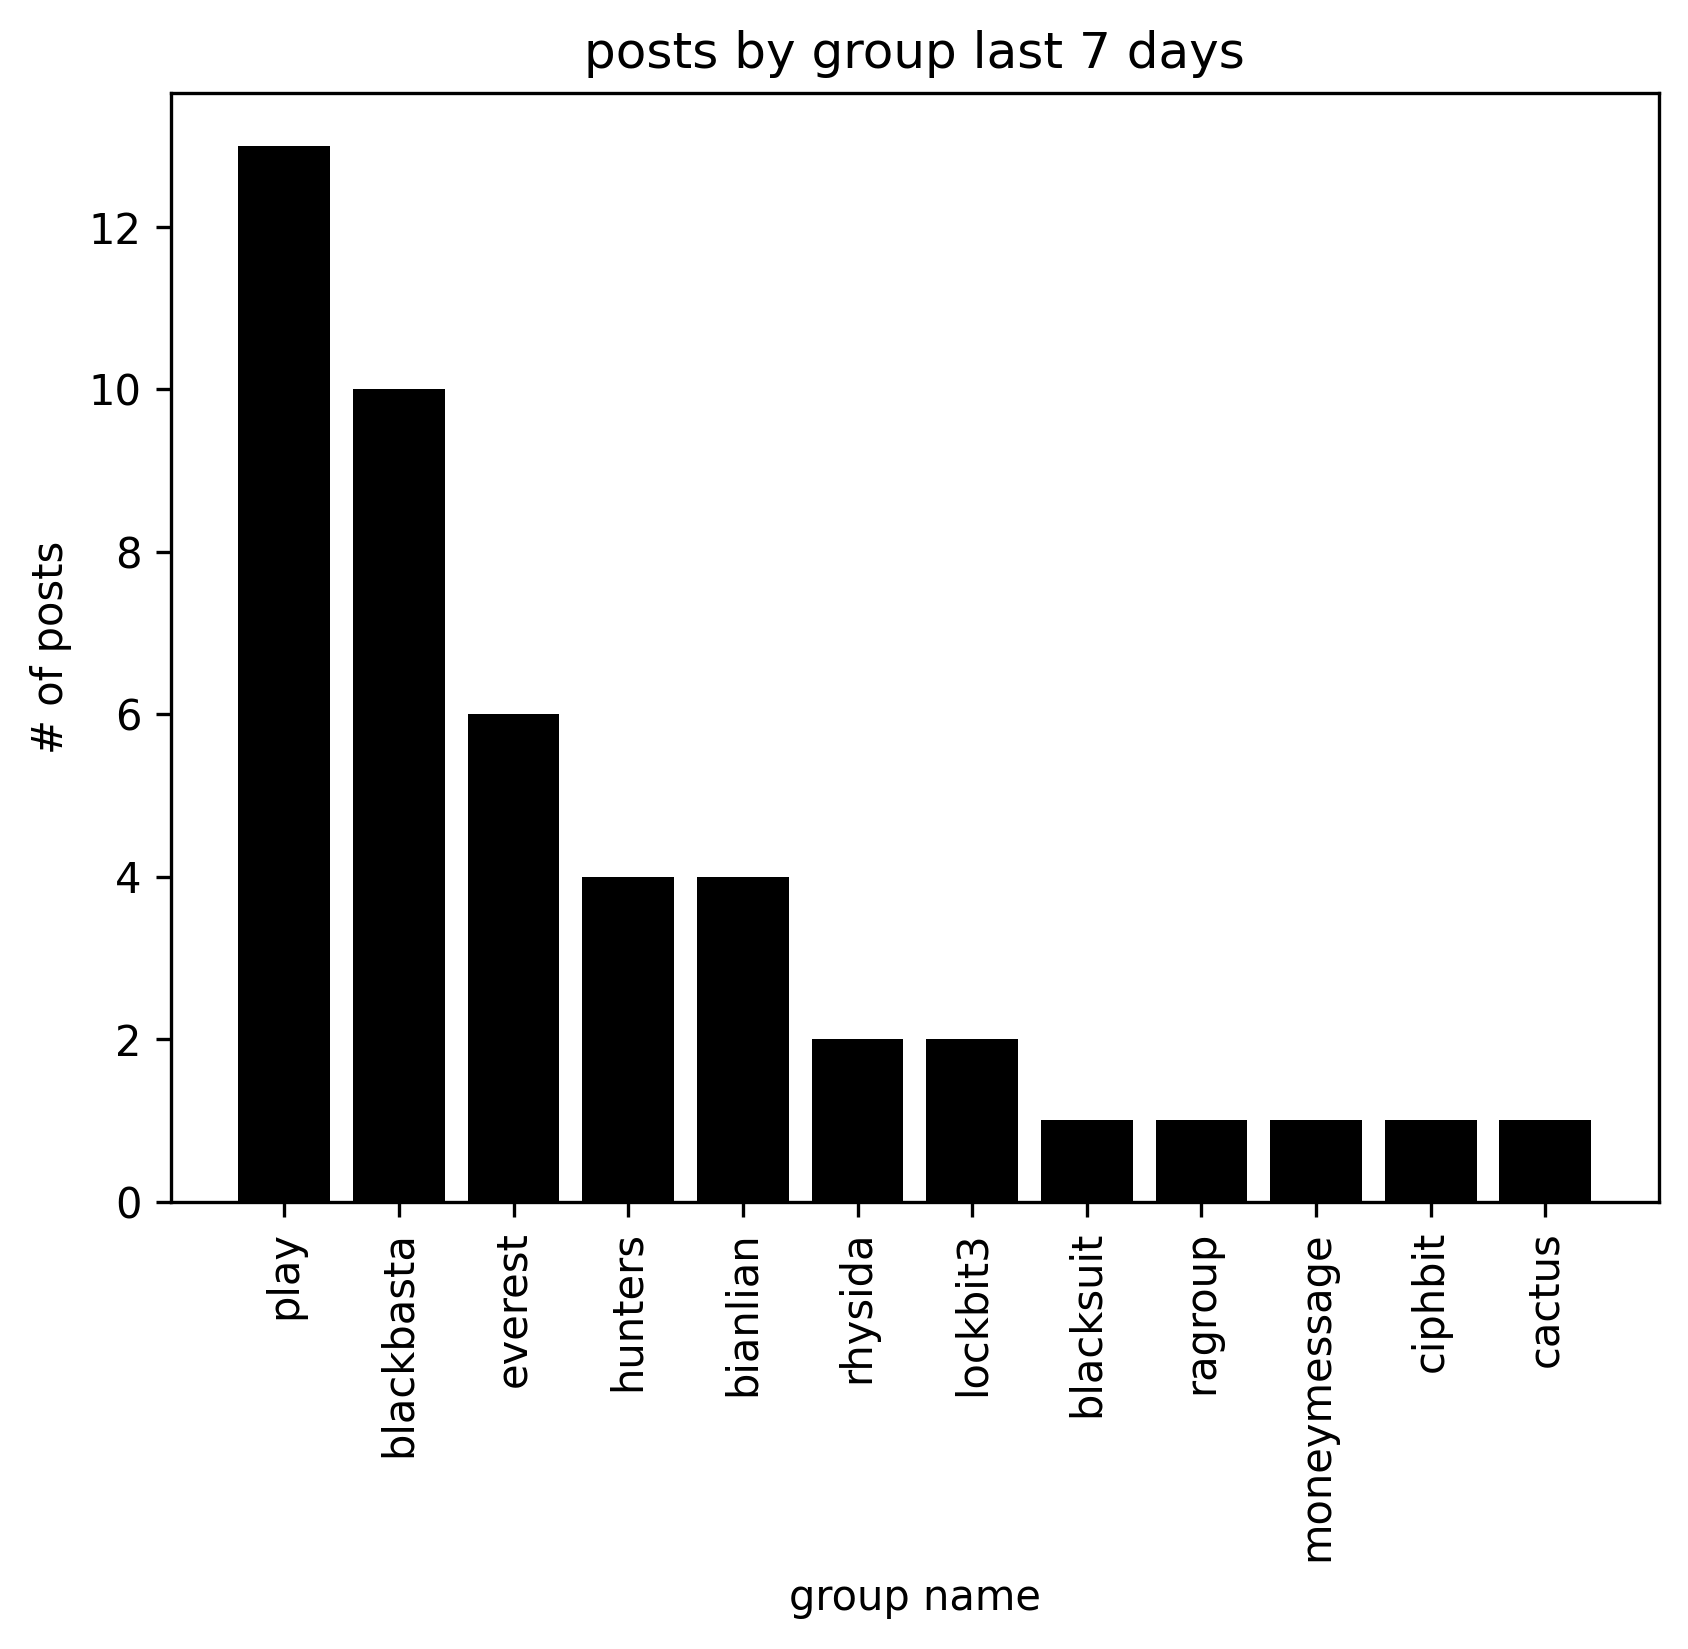 posts by group last 7 days
# of posts
12
10
8
6
4
2
0
play
blackbasta
everest
hunters
bianlian
rhysida
lockbit3
blacksuit
ragroup
moneymessage
ciphbit
cactus
group name